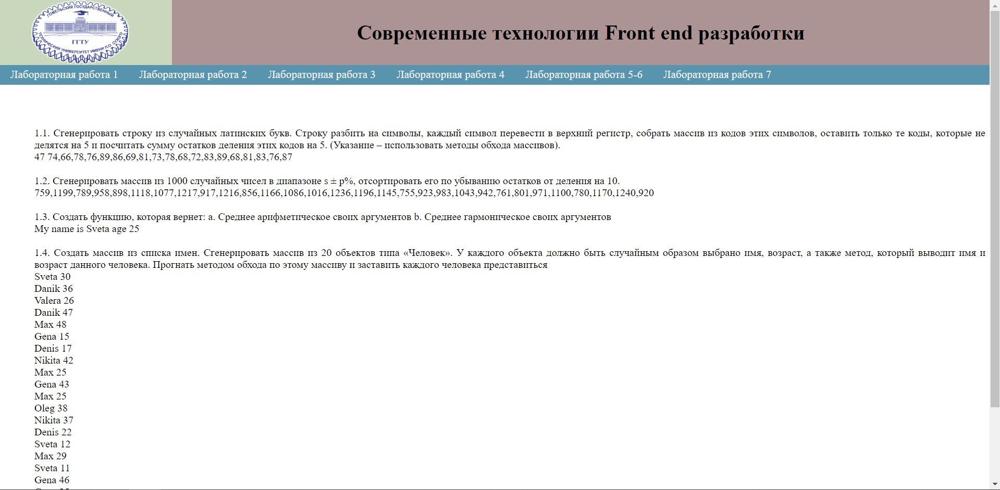 ГОМЕЛЬСКИЙ ГОСУДАРСТВЕННЫЙ
ГГТУ
ТЕХНИЧЕСКИЙ УНИВЕРСИТЕТ ИМЕНИ П.О. СУХОГО
Современные технологии Front end разработки
Лабораторная работа 1 Лабораторная работа 2 Лабораторная работа 3 Лабораторная работа 4 Лабораторная работа 5-6 Лабораторная работа 7
1.1. Сгенерировать строку из случайных латинских букв. Строку разбить на символы, каждый символ перевести в верхний регистр, собрать массив из кодов этих символов, оставить только те коды, которые не
делятся на 5 и посчитать сумму остатков деления этих кодов на 5. (Указание – использовать методы обхода массивов).
47 74,66,78,76,89,86,69,81,73,78,68,72,83,89,68,81,83,76,87
1.2. Сгенерировать массив из 1000 случайных чисел в диапазоне s ± p%, отсортировать его по убыванию остатков от деления на 10.
759,1199,789,958,898,1118,1077,1217,917,1216,856,1166,1086,1016,1236,1196,1145,755,923,983,1043,942,761,801,971,1100,780,1170,1240,920
1.3. Создать функцию, которая вернет: a. Среднее арифметическое своих аргументов b. Среднее гармоническое своих аргументов
My name is Sveta age 25
1.4. Создать массив из списка имен. Сгенерировать массив из 20 объектов типа «Человек». У каждого объекта должно быть случайным образом выбрано имя, возраст, а также метод, который выводит имя и
возраст данного человека. Прогнать методом обхода по этому массиву и заставить каждого человека представиться
Sveta 30
Danik 36
Valera 26
Danik 47
Max 48
Gena 15
Denis 17
Nikita 42
Max 25
Gena 43
Max 25
Oleg 38
Nikita 37
Denis 22
Sveta 12
Max 29
Sveta 11
Gena 46